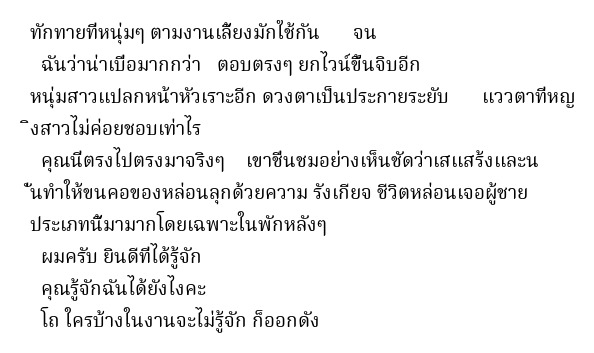 ทักทายที่หนุ่มๆ ตามงานเลี้ยงมักใช้กัน จน
ฉันว่าน่าเบื่อมากกว่า ตอบตรงๆ ยกไวน์ขึ้นจิบอีก
หนุ่มสาวแปลกหน้าหัวเราะอีก ดวงตาเป็นประกายระยับ แววตาที่หญ
ิงสาวไม่ค่อยชอบเท่าไร
คุณนี่ตรงไปตรงมาจริงๆ เขาชื่นชมอย่างเห็นชัดว่าเสแสร้งและน
ั่นทำให้ขนคอของหล่อนลุกด้วยความ รังเกียจ ชีวิตหล่อนเจอผู้ชาย
ประเภทนี้มามากโดยเฉพาะในพักหลังๆ
ผมครับ ยินดีที่ได้รู้จัก
คุณรู้จักฉันได้ยังไงคะ
โถ ใครบ้างในงานจะไม่รู้จัก ก็ออกดัง